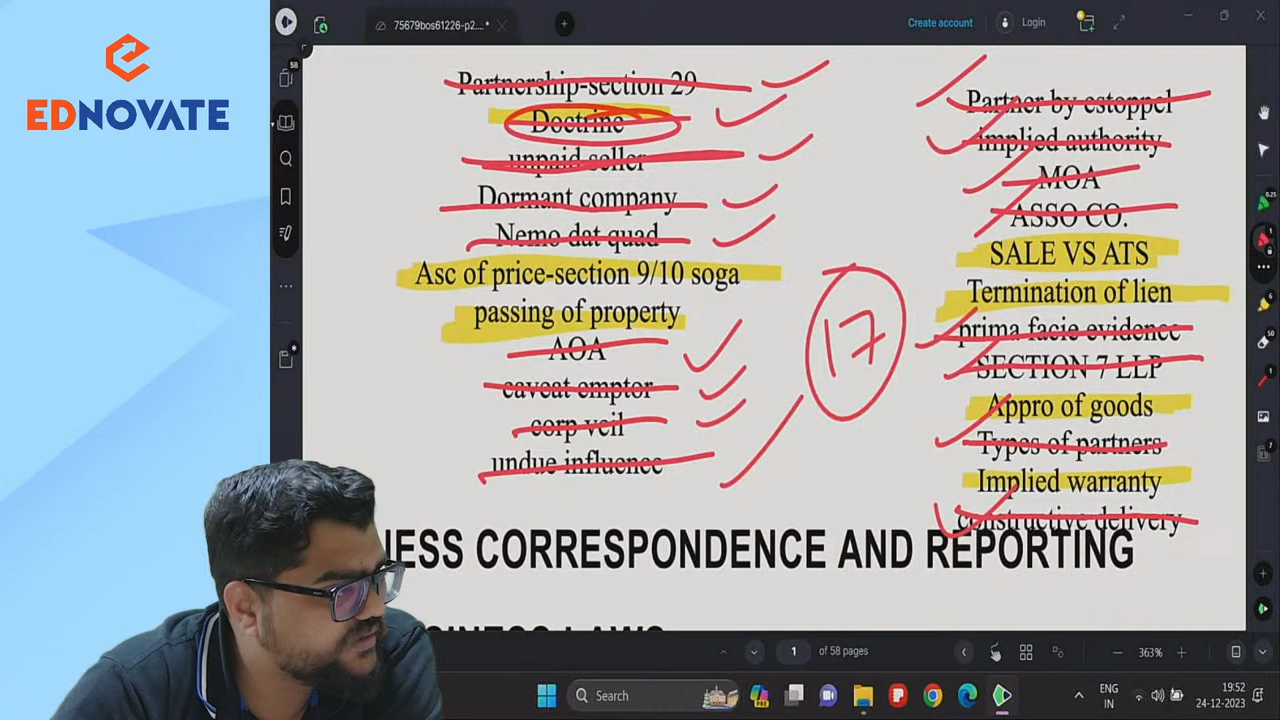 EDNOVATE
75679bos61226-p2....*
Create account
Login
58
Partnership-section 29
Doctrine
unpaid seller
Dormant company
Nemo dat quad
Asc of price-section 9/10 soga
passing of property
AOA
caveat emptor
corp veil
undue influence
17
Partner by estoppel
implied authority
MOA
ASSO CO.
SALE VS ATS
Termination of lien
prima facie evidence
SECTION 7 LLP
Appro of goods
Types of partners
Implied warranty
constructive delivery
NESS CORRESPONDENCE AND REPORTING
1 of 58 pages
363%
Search
PRE
ENG
IN
19:52
24-12-2023